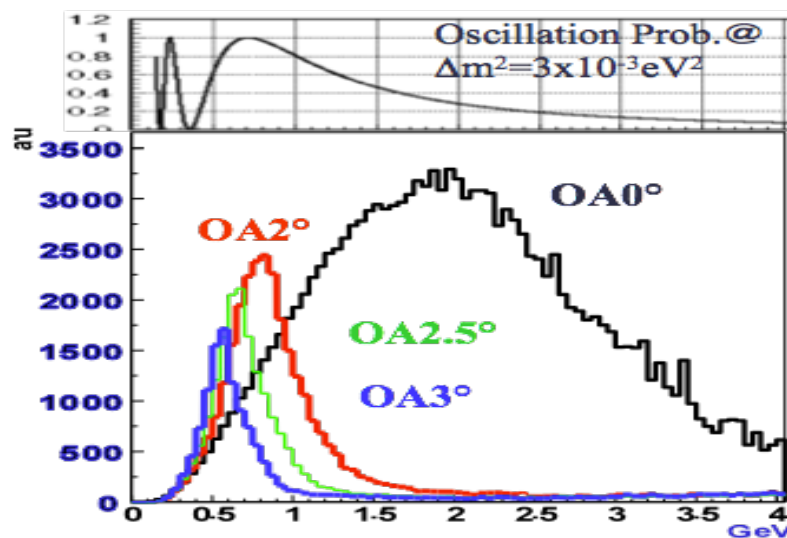 1.2
1
0.8
0.6
0.4
0.2
0
Oscillation Prob.@
Δm²=3x10⁻³eV²
au
3500
3000
2500
2000
1500
1000
500
0
OA0°
OA2°
OA2.5°
OA3°
0 0.5 1 1.5 2 2.5 3 3.5 4
GeV